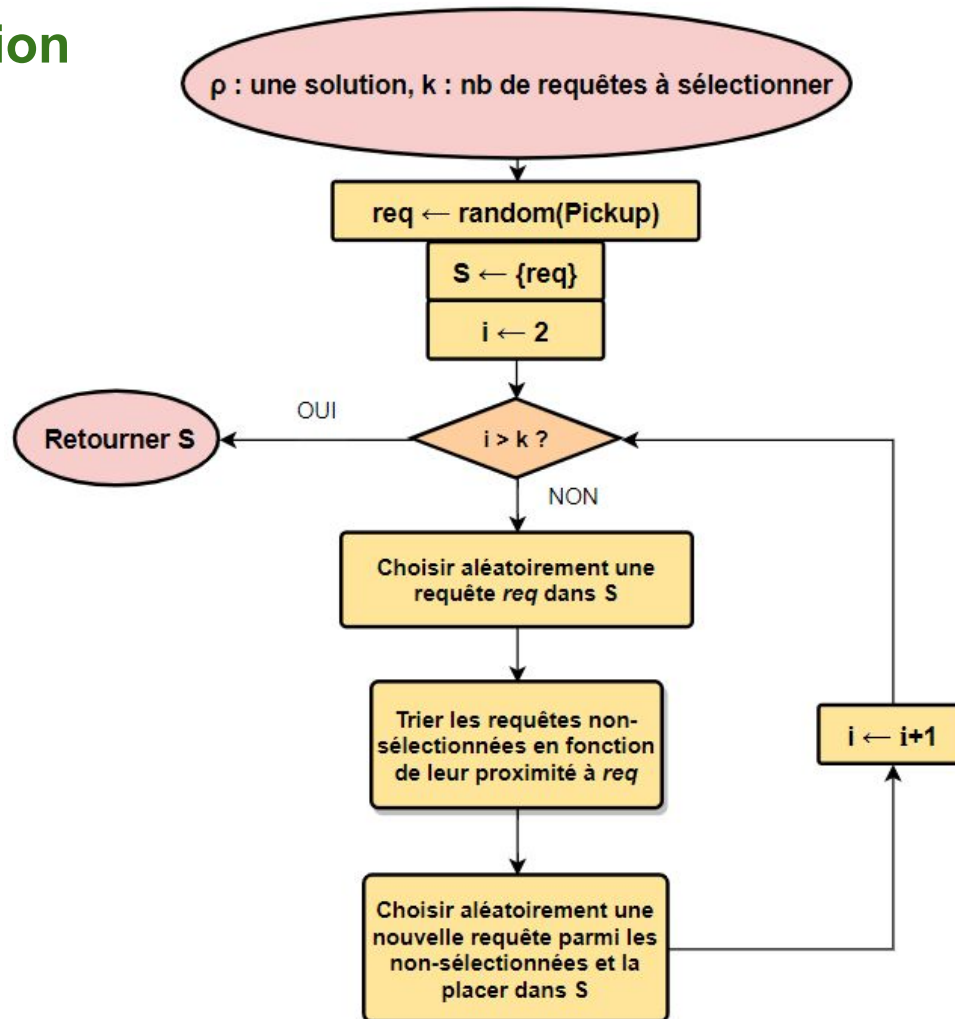 ion
ρ : une solution, k : nb de requêtes à sélectionner
req ← random(Pickup)
S ← {req}
i ← 2
OUI
Retourner S
i > k ?
NON
Choisir aléatoirement une
requête req dans S
Trier les requêtes non-
sélectionnées en fonction
de leur proximité à req
i ← i+1
Choisir aléatoirement une
nouvelle requête parmi les
non-sélectionnées et la
placer dans S